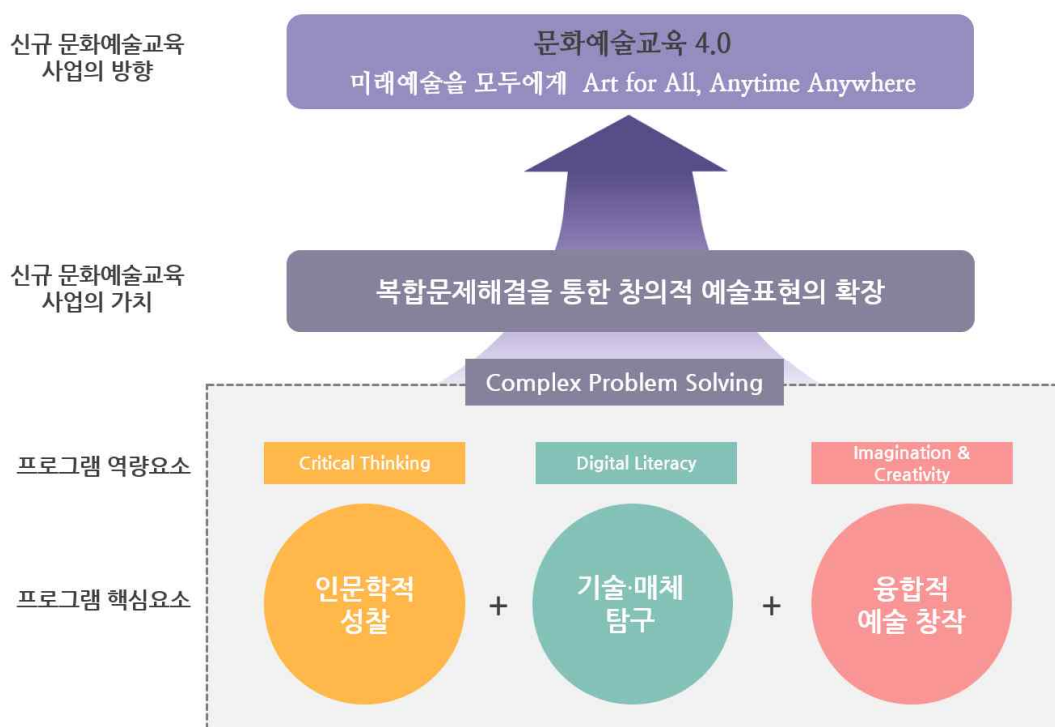 신규 문화예술교육
사업의 방향
문화예술교육 4.0
미래예술을 모두에게 Art for All, Anytime Anywhere
신규 문화예술교육
사업의 가치
복합문제해결을 통한 창의적 예술표현의 확장
Complex Problem Solving
프로그램 역량요소
Critical Thinking
Digital Literacy
Imagination &
Creativity
프로그램 핵심요소
인문학적
성찰
+
기술·매체
탐구
+
융합적
예술 창작